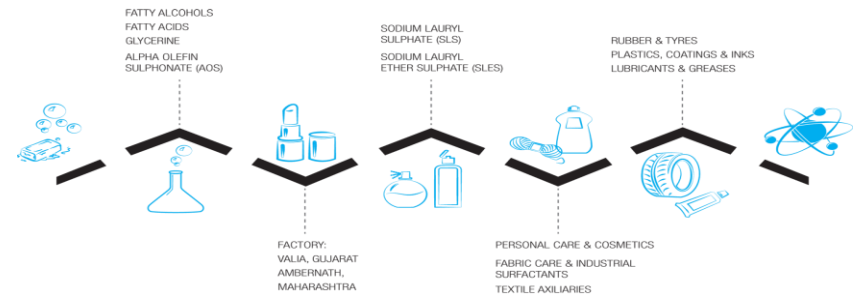 FATTY ALCOHOLS
FATTY ACIDS
GLYCERINE
ALPHA OLEFIN
SULPHONATE (AOS)
FACTORY:
VALIA, GUJARAT
AMBERNATH,
MAHARASHTRA
SODIUM LAURYL
SULPHATE (SLS)
SODIUM LAURYL
ETHER SULPHATE (SLES)
PERSONAL CARE & COSMETICS
FABRIC CARE & INDUSTRIAL
SURFACTANTS
TEXTILE AXILIARIES
RUBBER & TYRES
PLASTICS, COATINGS & INKS
LUBRICANTS & GREASES